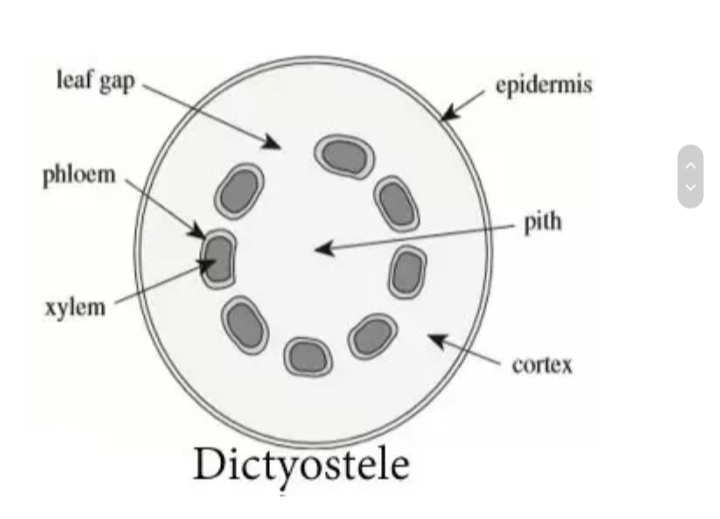 leaf gap
epidermis
phloem
pith
xylem
cortex
Dictyostele